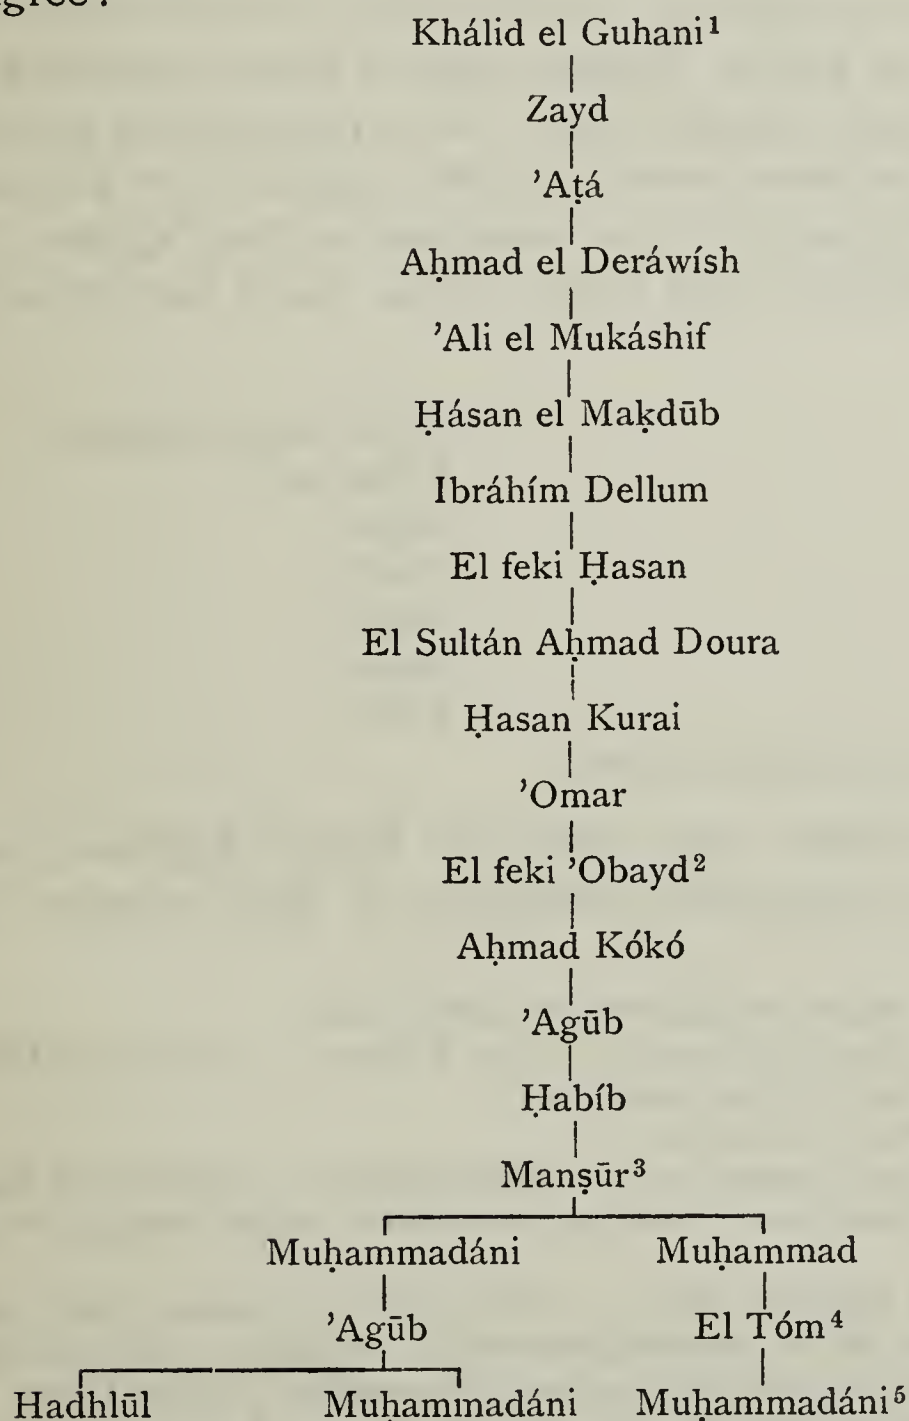 Khálid el Guhani¹
Zayd
’Aṭá
Aḥmad el Deráwísh
’Ali el Mukáshif
Ḥásan el Maḳdūb
Ibráhím Dellum
El feki Ḥasan
El Sultán Aḥmad Doura
Ḥasan Kurai
’Omar
El feki ’Obayd²
Aḥmad Kókó
’Agūb
Ḥabíb
Manṣūr³
Muḥammadáni Muḥammad
’Agūb El Tóm⁴
Hadhlūl Muḥammadáni Muḥammadáni⁵